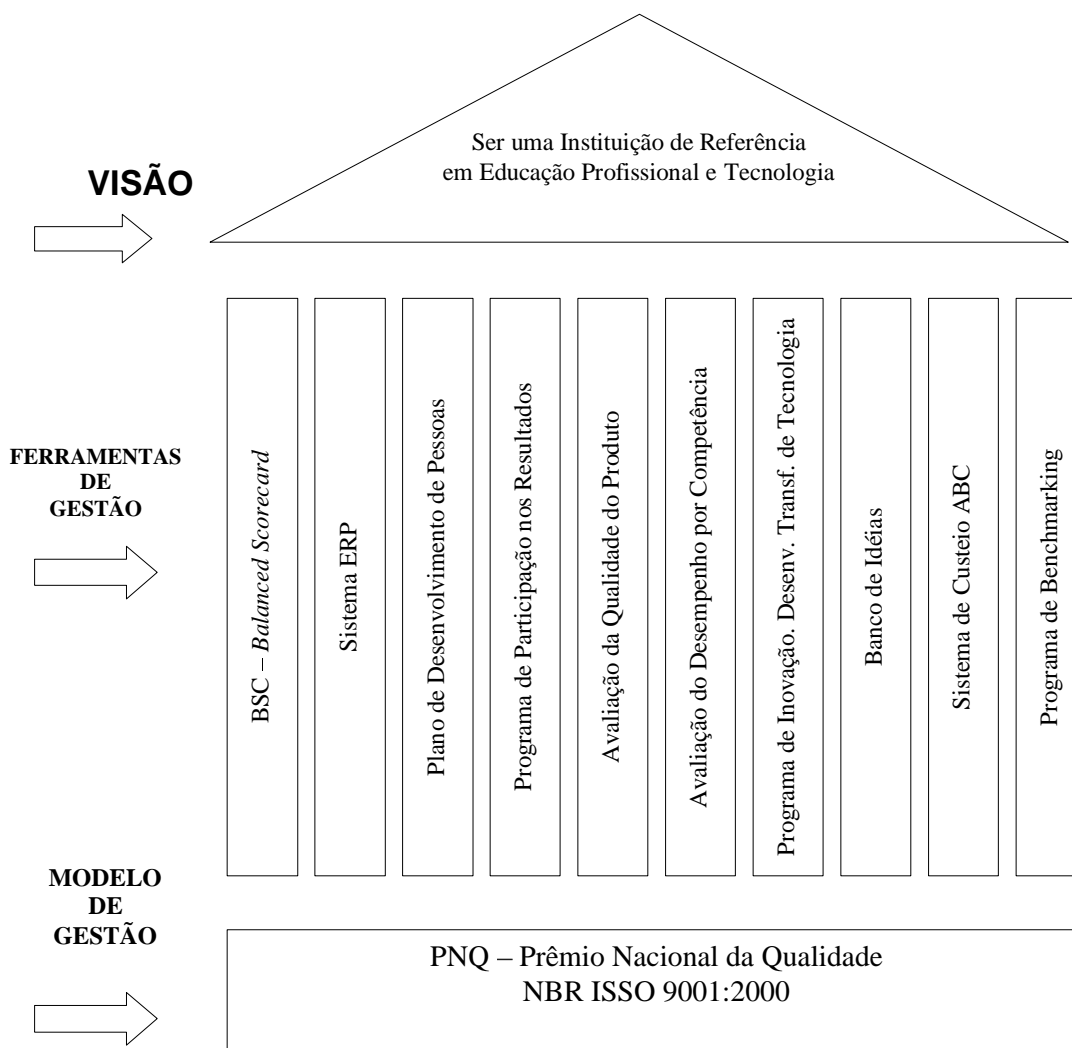 Ser uma Instituição de Referência
em Educação Profissional e Tecnologia
VISÃO
FERRAMENTAS
DE
GESTÃO
BSC – Balanced Scorecard
Sistema ERP
Plano de Desenvolvimento de Pessoas
Programa de Participação nos Resultados
Avaliação da Qualidade do Produto
Avaliação do Desempenho por Competência
Programa de Inovação. Desenv. Transf. de Tecnologia
Banco de Idéias
Sistema de Custeio ABC
Programa de Benchmarking
MODELO
DE
GESTÃO
PNQ – Prêmio Nacional da Qualidade
NBR ISSO 9001:2000